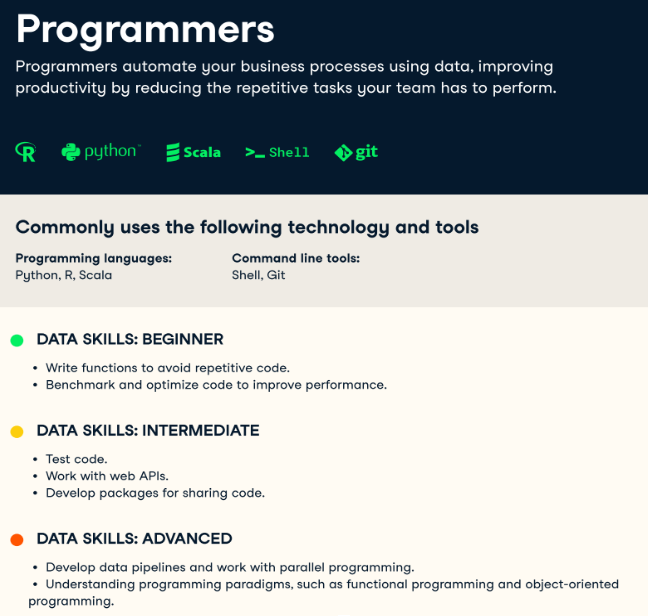 Programmers
Programmers automate your business processes using data, improving
productivity by reducing the repetitive tasks your team has to perform.
R python™ Scala >_ Shell git
Commonly uses the following technology and tools
Programming languages: Command line tools:
Python, R, Scala Shell, Git
DATA SKILLS: BEGINNER
• Write functions to avoid repetitive code.
• Benchmark and optimize code to improve performance.
DATA SKILLS: INTERMEDIATE
• Test code.
• Work with web APIs.
• Develop packages for sharing code.
DATA SKILLS: ADVANCED
• Develop data pipelines and work with parallel programming.
• Understanding programming paradigms, such as functional programming and object-oriented
programming.